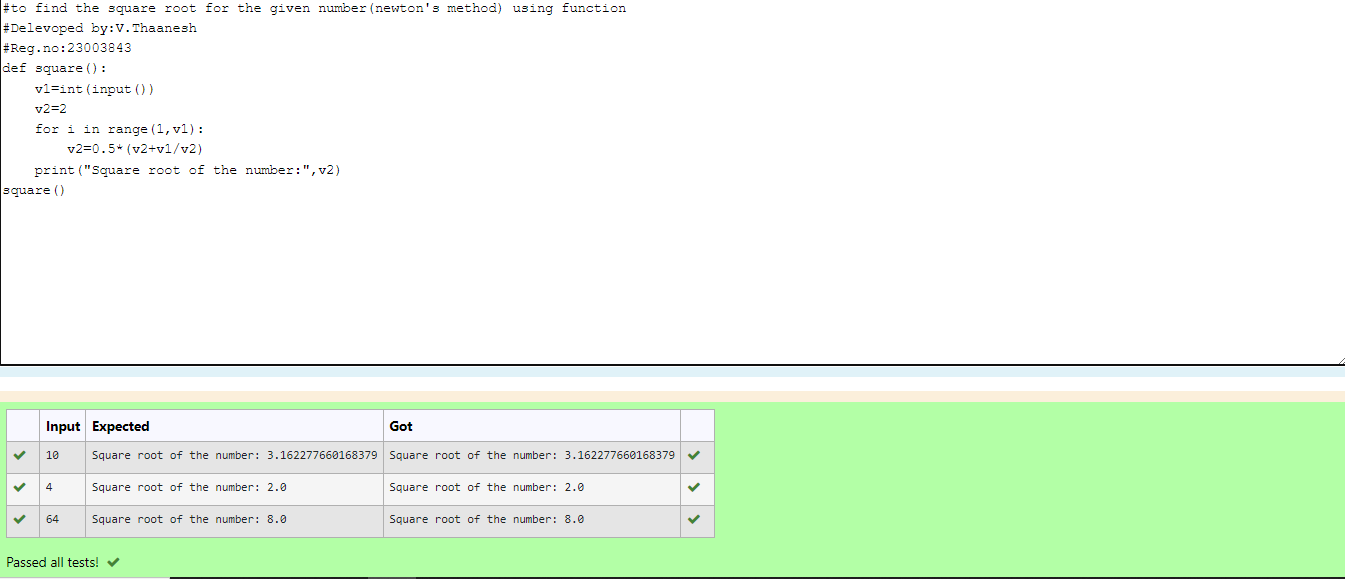 #to find the square root for the given number(newton's method) using function
#Delevoped by:V.Thaanesh
#Reg.no:23003843
def square():
    v1=int(input())
    v2=2
    for i in range(1,v1):
        v2=0.5*(v2+v1/v2)
    print("Square root of the number:",v2)
square()
Input Expected Got
10 Square root of the number: 3.162277660168379 Square root of the number: 3.162277660168379
4 Square root of the number: 2.0 Square root of the number: 2.0
64 Square root of the number: 8.0 Square root of the number: 8.0
Passed all tests!